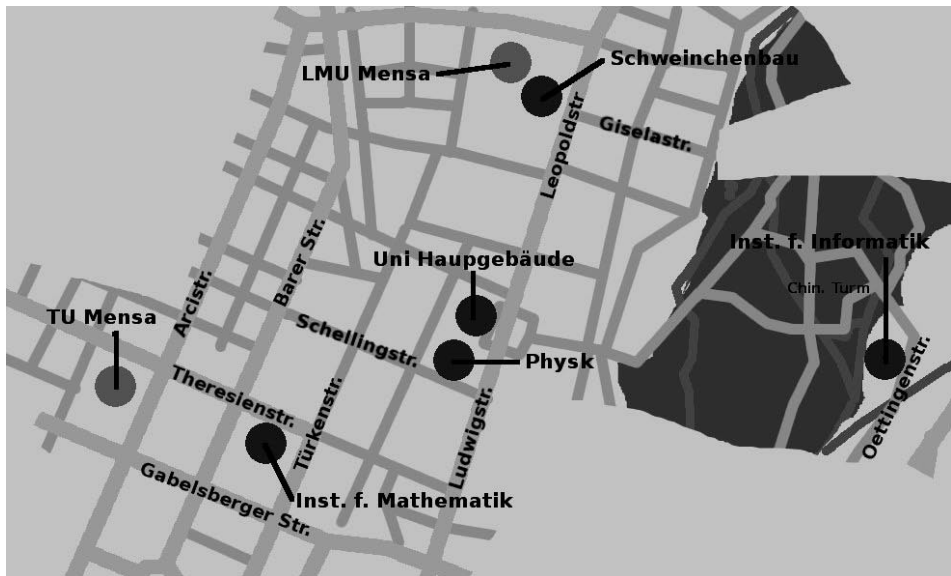 Schweinchenbau
LMU Mensa
Leopoldstr
Giselastr.
Barer Str.
Uni Haupgebäude
Inst. f. Informatik
Arcistr.
Chin. Turm
TU Mensa
Schellingstr.
Physk
Oettingenstr.
Theresienstr.
Türkenstr.
Ludwigstr.
Gabelsberger Str.
Inst. f. Mathematik